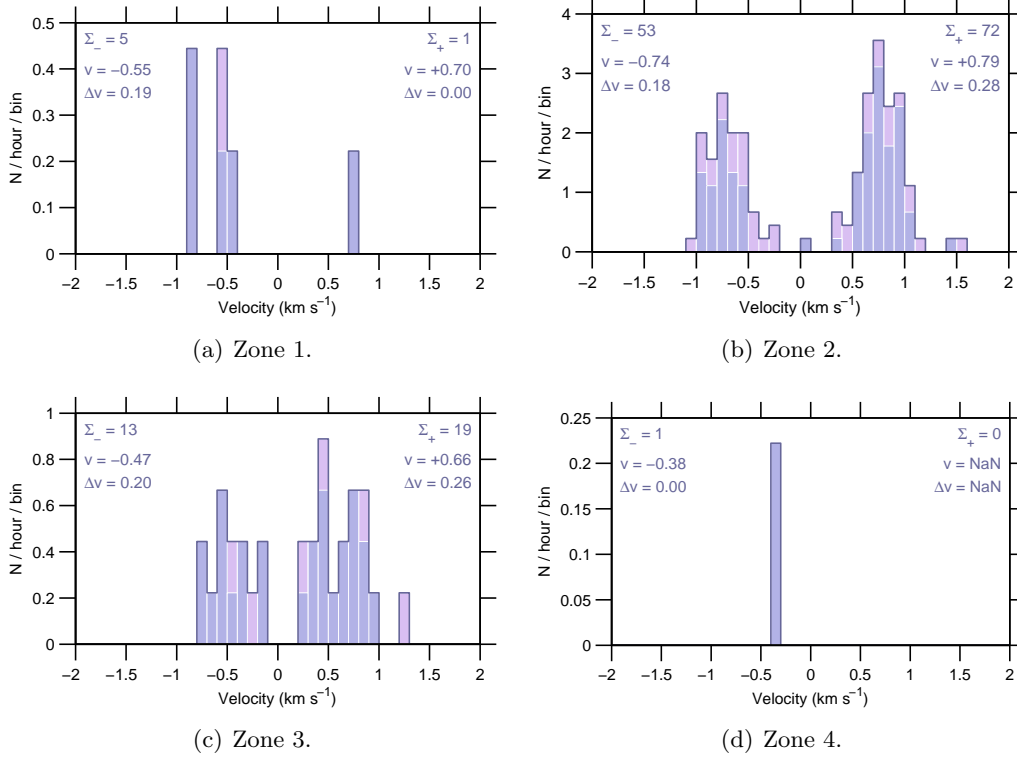 0.5
0.4
0.3
0.2
0.1
0
N / hour / bin
Σ− = 5
v = −0.55
Δv = 0.19
Σ+ = 1
v = +0.70
Δv = 0.00
−2 −1.5 −1 −0.5 0 0.5 1 1.5 2
Velocity (km s−1)
(a) Zone 1.
4
3
2
1
0
N / hour / bin
Σ− = 53
v = −0.74
Δv = 0.18
Σ+ = 72
v = +0.79
Δv = 0.28
−2 −1.5 −1 −0.5 0 0.5 1 1.5 2
Velocity (km s−1)
(b) Zone 2.
1
0.8
0.6
0.4
0.2
0
N / hour / bin
Σ− = 13
v = −0.47
Δv = 0.20
Σ+ = 19
v = +0.66
Δv = 0.26
−2 −1.5 −1 −0.5 0 0.5 1 1.5 2
Velocity (km s−1)
(c) Zone 3.
0.25
0.2
0.15
0.1
0.05
0
N / hour / bin
Σ− = 1
v = −0.38
Δv = 0.00
Σ+ = 0
v = NaN
Δv = NaN
−2 −1.5 −1 −0.5 0 0.5 1 1.5 2
Velocity (km s−1)
(d) Zone 4.